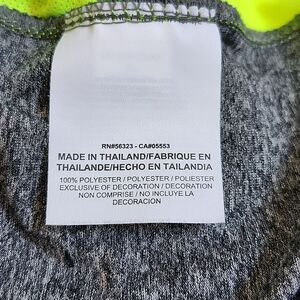 RN#56323 - CA#05553
MADE IN THAILAND/FABRIQUE EN
THAILANDE/HECHO EN TAILANDIA
100% POLYESTER / POLYESTER / POLIESTER
EXCLUSIVE OF DECORATION / DECORATION
NON COMPRISE / NO INCLUYE LA
DECORACION